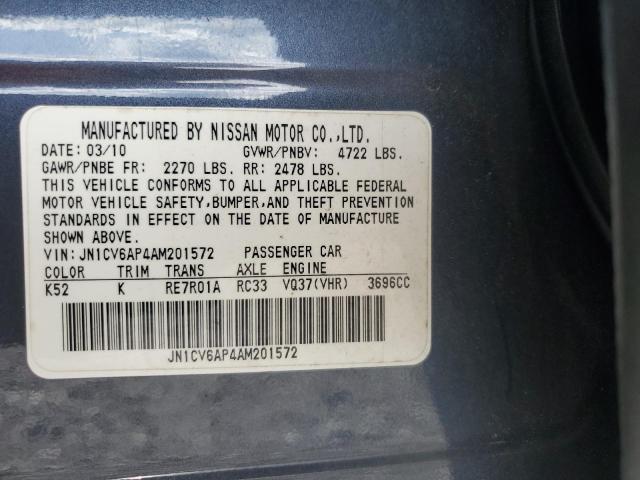 MANUFACTURED BY NISSAN MOTOR CO.,LTD.
DATE: 03/10 GVWR/PNBV: 4722 LBS.
GAWR/PNBE FR: 2270 LBS. RR: 2478 LBS.
THIS VEHICLE CONFORMS TO ALL APPLICABLE FEDERAL
MOTOR VEHICLE SAFETY,BUMPER,AND THEFT PREVENTION
STANDARDS IN EFFECT ON THE DATE OF MANUFACTURE
SHOWN ABOVE.
VIN: JN1CV6AP4AM201572 PASSENGER CAR
COLOR TRIM TRANS AXLE ENGINE
K52 K RE7R01A RC33 VQ37(VHR) 3696CC
JN1CV6AP4AM201572